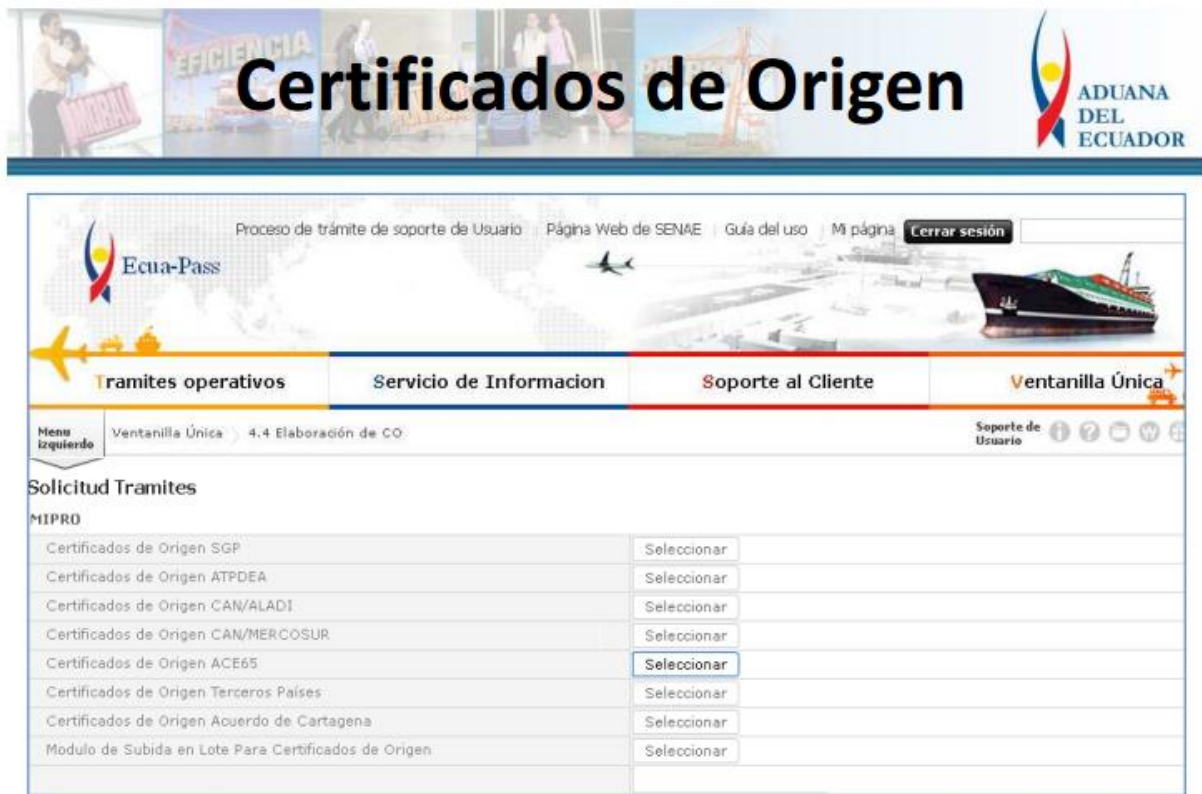 EFICIENCIA
Certificados de Origen
ADUANA
DEL
ECUADOR
Proceso de trámite de soporte de Usuario
Página Web de SENAE
Guía del uso
Mi página
Cerrar sesión
Ecua-Pass
Tramites operativos
Servicio de Informacion
Soporte al Cliente
Ventanilla Única
Menu
izquierdo
Ventanilla Única
4.4 Elaboración de CO
Soporte de
Usuario
Solicitud Tramites
MIPRO
Certificados de Origen SGP
Seleccionar
Certificados de Origen ATPDEA
Seleccionar
Certificados de Origen CAN/ALADI
Seleccionar
Certificados de Origen CAN/MERCOSUR
Seleccionar
Certificados de Origen ACE65
Seleccionar
Certificados de Origen Terceros Países
Seleccionar
Certificados de Origen Acuerdo de Cartagena
Seleccionar
Modulo de Subida en Lote Para Certificados de Origen
Seleccionar